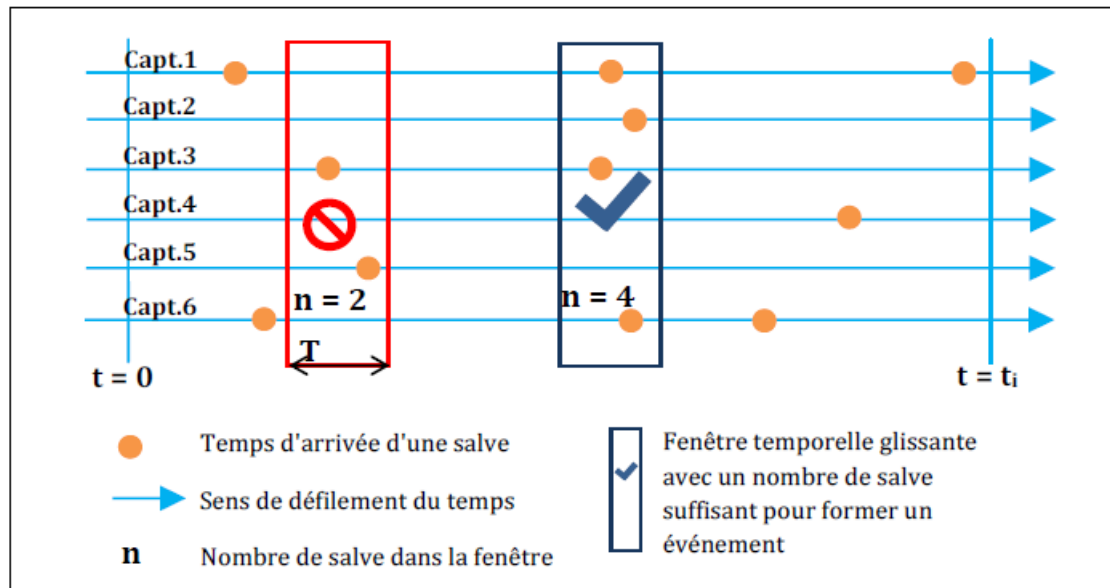 Capt.1
Capt.2
Capt.3
Capt.4
Capt.5
Capt.6
n = 2
n = 4
T
t = 0
t = tᵢ
Temps d'arrivée d'une salve
Sens de défilement du temps
n Nombre de salve dans la fenêtre
Fenêtre temporelle glissante
avec un nombre de salve
suffisant pour former un
événement